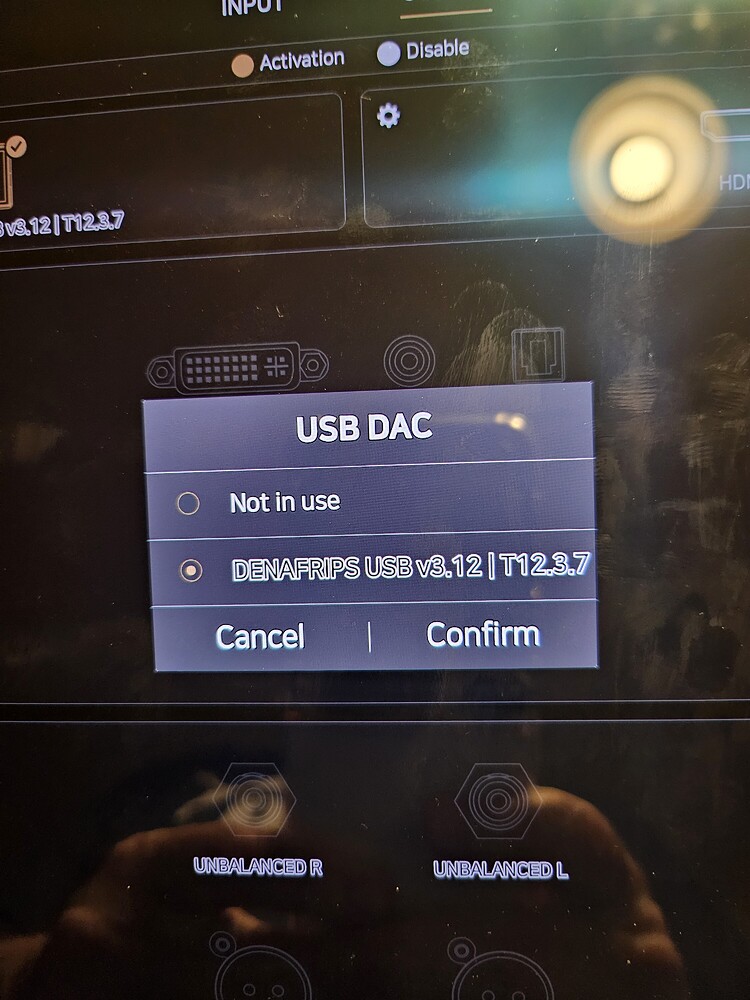 INPUT
Activation
Disable
v3.12 | T12.3.7
USB DAC
Not in use
DENAFRIPS USB v3.12 | T12.3.7
Cancel | Confirm
UNBALANCED R
UNBALANCED L